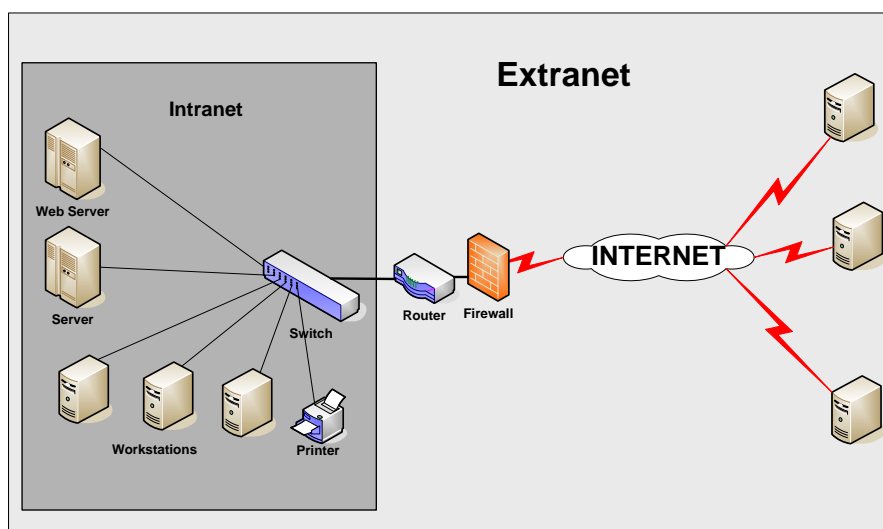 Extranet
Intranet
Web Server
Server
Switch
Router
Firewall
INTERNET
Workstations
Printer